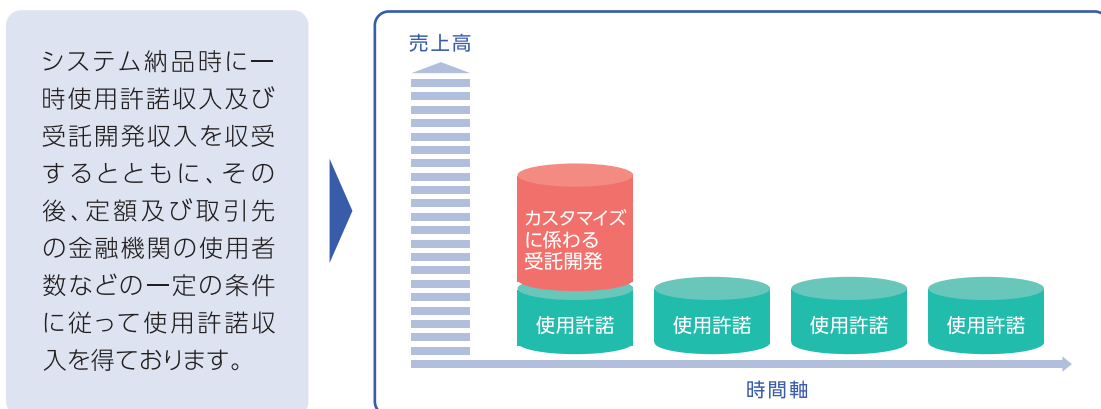 システム納品時に一
時使用許諾収入及び
受託開発収入を収受
するとともに、その
後、定額及び取引先
の金融機関の使用者
数などの一定の条件
に従って使用許諾収
入を得ております。
売上高
カスタマイズ
に係わる
受託開発
使用許諾
使用許諾
使用許諾
使用許諾
時間軸